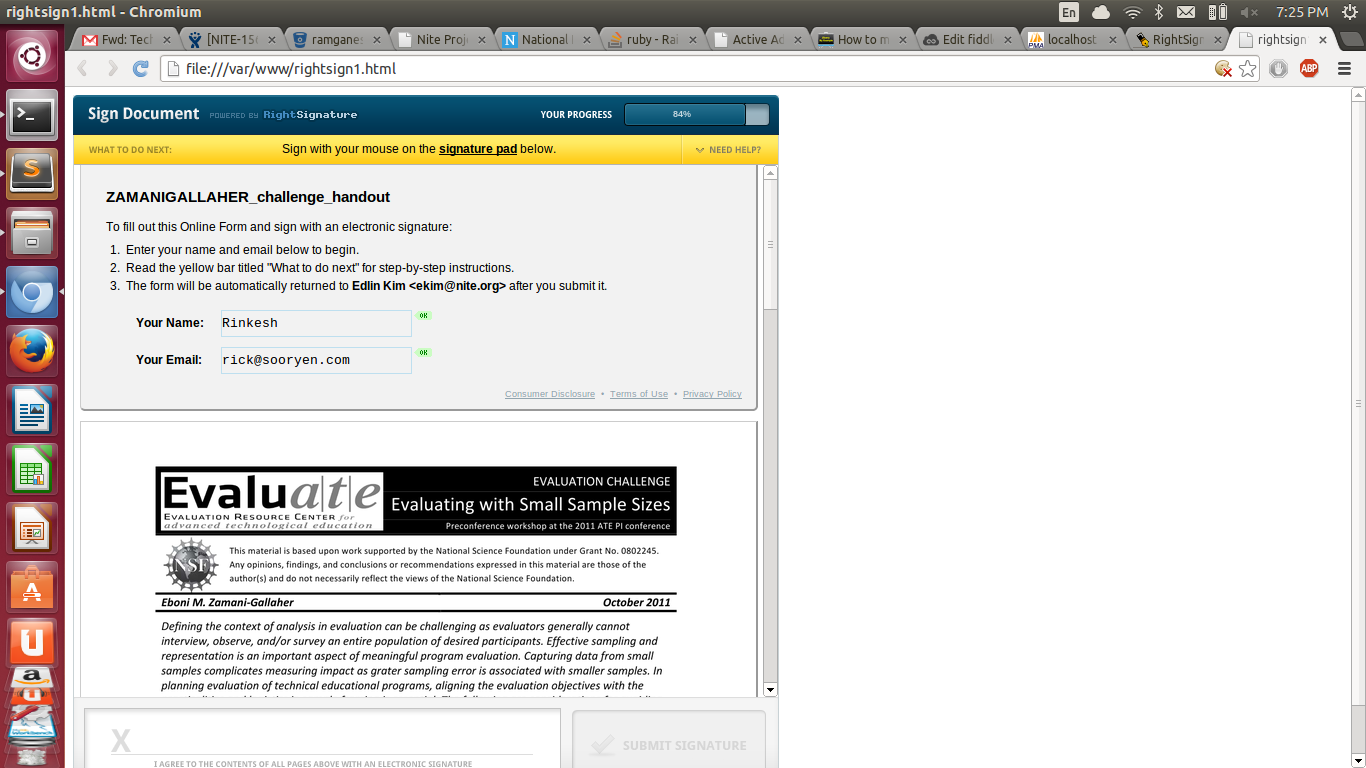 rightsign1.html - Chromium
En
7:25 PM
Fwd: Tech
[NITE-15
ramganes
Nite Proj
National
ruby - Rai
Active Ad
How to m
Edit fiddl
localhost
RightSign
rightsign
file:///var/www/rightsign1.html
ABP
Sign Document POWERED BY RightSignature
YOUR PROGRESS 84%
WHAT TO DO NEXT: Sign with your mouse on the signature pad below. NEED HELP?
ZAMANIGALLAHER_challenge_handout
To fill out this Online Form and sign with an electronic signature:
1. Enter your name and email below to begin.
2. Read the yellow bar titled "What to do next" for step-by-step instructions.
3. The form will be automatically returned to Edlin Kim <ekim@nite.org> after you submit it.
Your Name: Rinkesh OK
Your Email: rick@sooryen.com OK
Consumer Disclosure • Terms of Use • Privacy Policy
Evaluat|e
EVALUATION RESOURCE CENTER for
advanced technological education
EVALUATION CHALLENGE
Evaluating with Small Sample Sizes
Preconference workshop at the 2011 ATE PI conference
NSF
This material is based upon work supported by the National Science Foundation under Grant No. 0802245.
Any opinions, findings, and conclusions or recommendations expressed in this material are those of the
author(s) and do not necessarily reflect the views of the National Science Foundation.
Eboni M. Zamani-Gallaher October 2011
Defining the context of analysis in evaluation can be challenging as evaluators generally cannot
interview, observe, and/or survey an entire population of desired participants. Effective sampling and
representation is an important aspect of meaningful program evaluation. Capturing data from small
samples complicates measuring impact as grater sampling error is associated with smaller samples. In
planning evaluation of technical educational programs, aligning the evaluation objectives with the
X
I AGREE TO THE CONTENTS OF ALL PAGES ABOVE WITH AN ELECTRONIC SIGNATURE
SUBMIT SIGNATURE